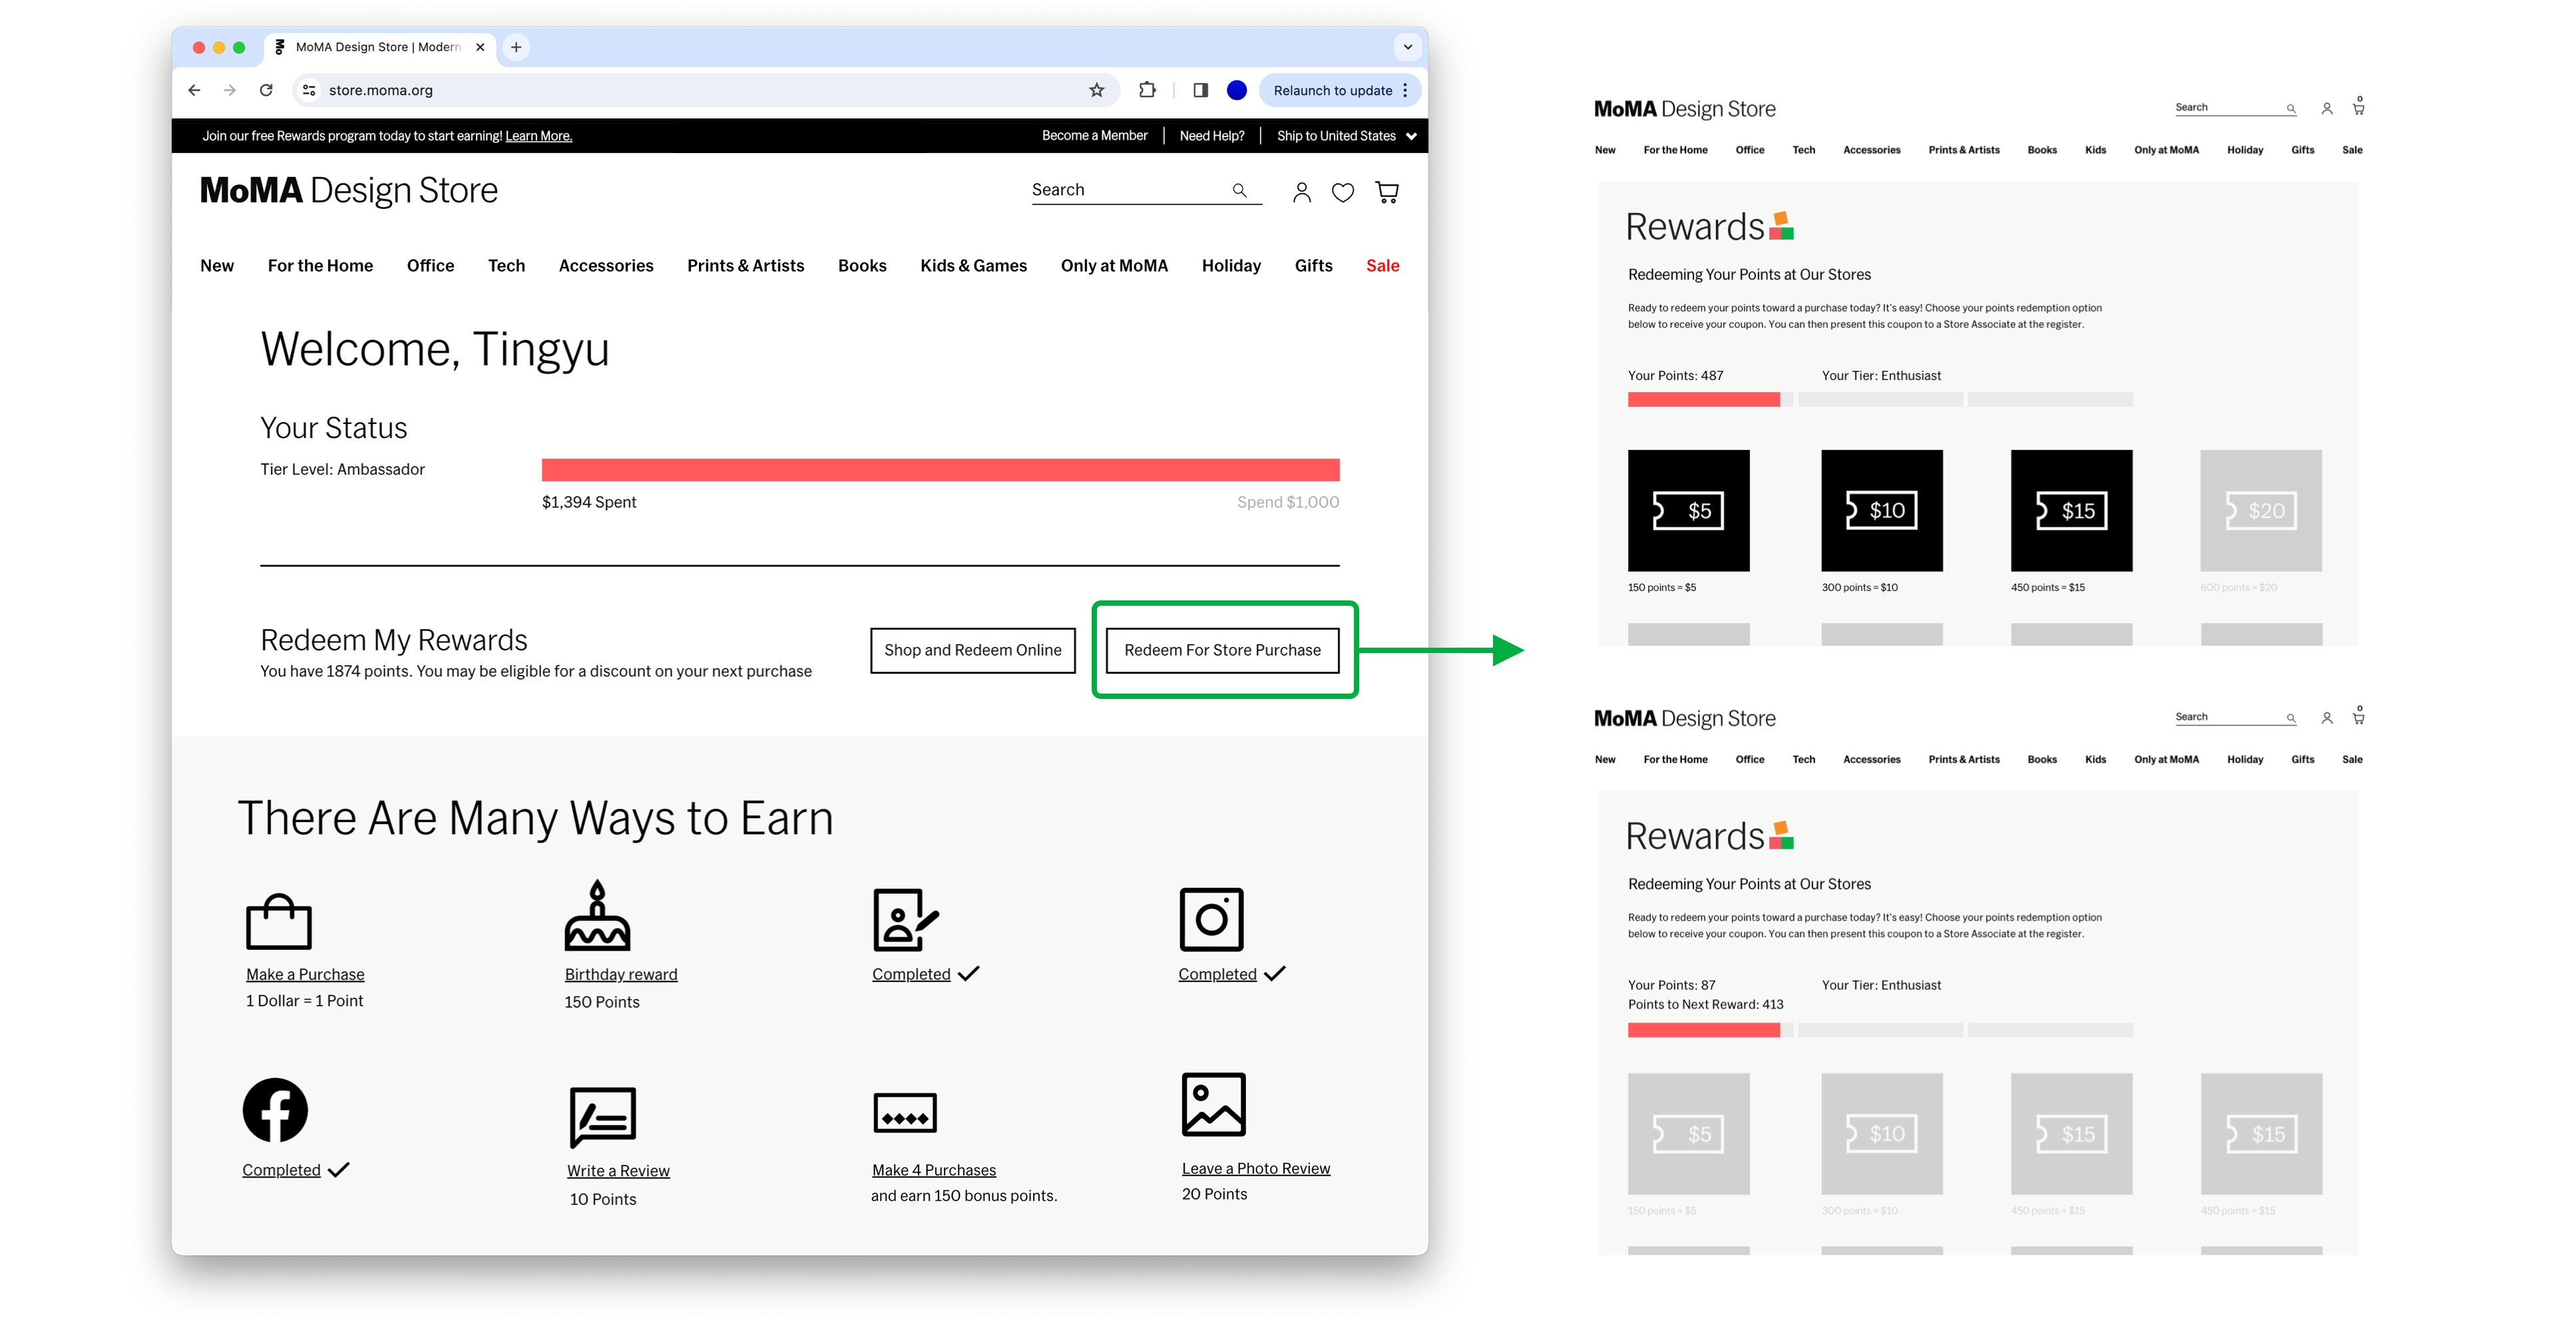 MoMA Design Store | Modern
store.moma.org
Relaunch to update
Join our free Rewards program today to start earning! Learn More.
Become a Member
Need Help?
Ship to United States
MoMA Design Store
Search
New For the Home Office Tech Accessories Prints & Artists Books Kids & Games Only at MoMA Holiday Gifts Sale
Welcome, Tingyu
Your Status
Tier Level: Ambassador
$1,394 Spent
Spend $1,000
Redeem My Rewards
You have 1874 points. You may be eligible for a discount on your next purchase
Shop and Redeem Online
Redeem For Store Purchase
There Are Many Ways to Earn
Make a Purchase
1 Dollar = 1 Point
Birthday reward
150 Points
Completed
Completed
Completed
Write a Review
10 Points
Make 4 Purchases
and earn 150 bonus points.
Leave a Photo Review
20 Points
MoMA Design Store
Search
0
New For the Home Office Tech Accessories Prints & Artists Books Kids Only at MoMA Holiday Gifts Sale
Rewards
Redeeming Your Points at Our Stores
Ready to redeem your points toward a purchase today? It's easy! Choose your points redemption option
below to receive your coupon. You can then present this coupon to a Store Associate at the register.
Your Points: 487
Your Tier: Enthusiast
$5
$10
$15
$20
150 points = $5
300 points = $10
450 points = $15
600 points = $20
MoMA Design Store
Search
0
New For the Home Office Tech Accessories Prints & Artists Books Kids Only at MoMA Holiday Gifts Sale
Rewards
Redeeming Your Points at Our Stores
Ready to redeem your points toward a purchase today? It's easy! Choose your points redemption option
below to receive your coupon. You can then present this coupon to a Store Associate at the register.
Your Points: 87
Your Tier: Enthusiast
Points to Next Reward: 413
$5
$10
$15
$15
150 points = $5
300 points = $10
450 points = $15
450 points = $15